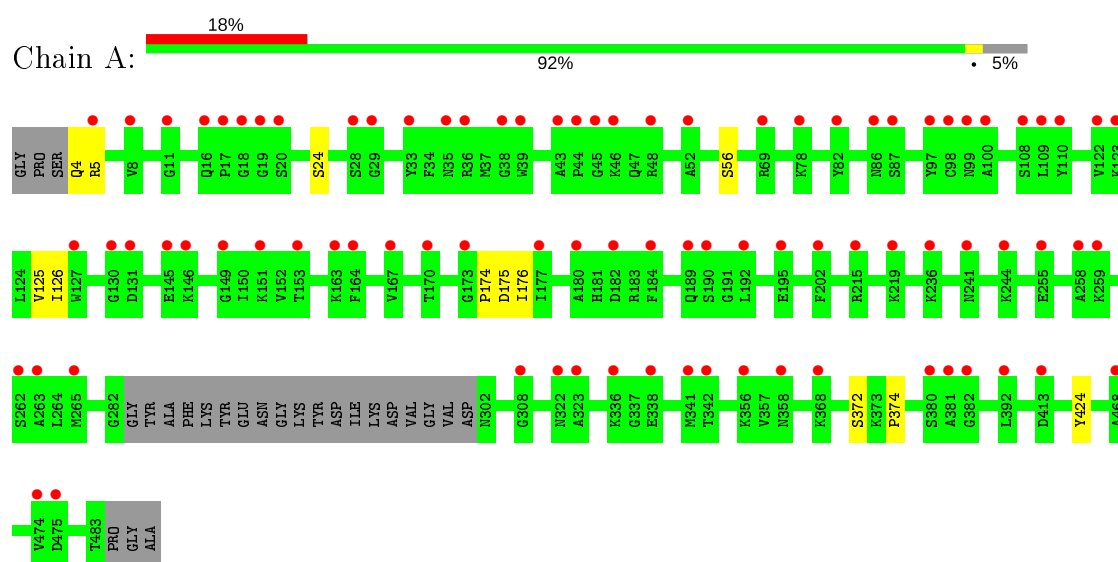 18%
Chain A:
92% • 5%
GLY PRO SER Q4 R5 V8 G11 Q16 P17 G18 G19 S20 S24 S28 G29 Y33 F34 N35 R36 M37 G38 W39 A43 P44 G45 K46 Q47 R48 A52 S56 R69 K78 Y82 N86 S87 Y97 C98 N99 A100 S108 L109 Y110 V122 K123
L124 V125 I126 W127 G130 D131 E145 K146 G149 I150 K151 V152 T153 K163 F164 V167 T170 G173 P174 D175 I176 I177 A180 H181 D182 R183 F184 Q189 S190 G191 L192 E195 F202 R215 K219 K236 N241 K244 E255 A258 K259
S262 A263 L264 M265 G282 GLY TYR ALA PHE LYS TYR GLU ASN GLY LYS TYR ASP ILE LYS ASP VAL GLY VAL ASP N302 G308 N322 A323 K336 G337 E338 M341 T342 K356 V357 N358 K368 S372 K373 P374 S380 A381 G382 L392 D413 Y424 A468
V474 D475 T483 PRO GLY ALA